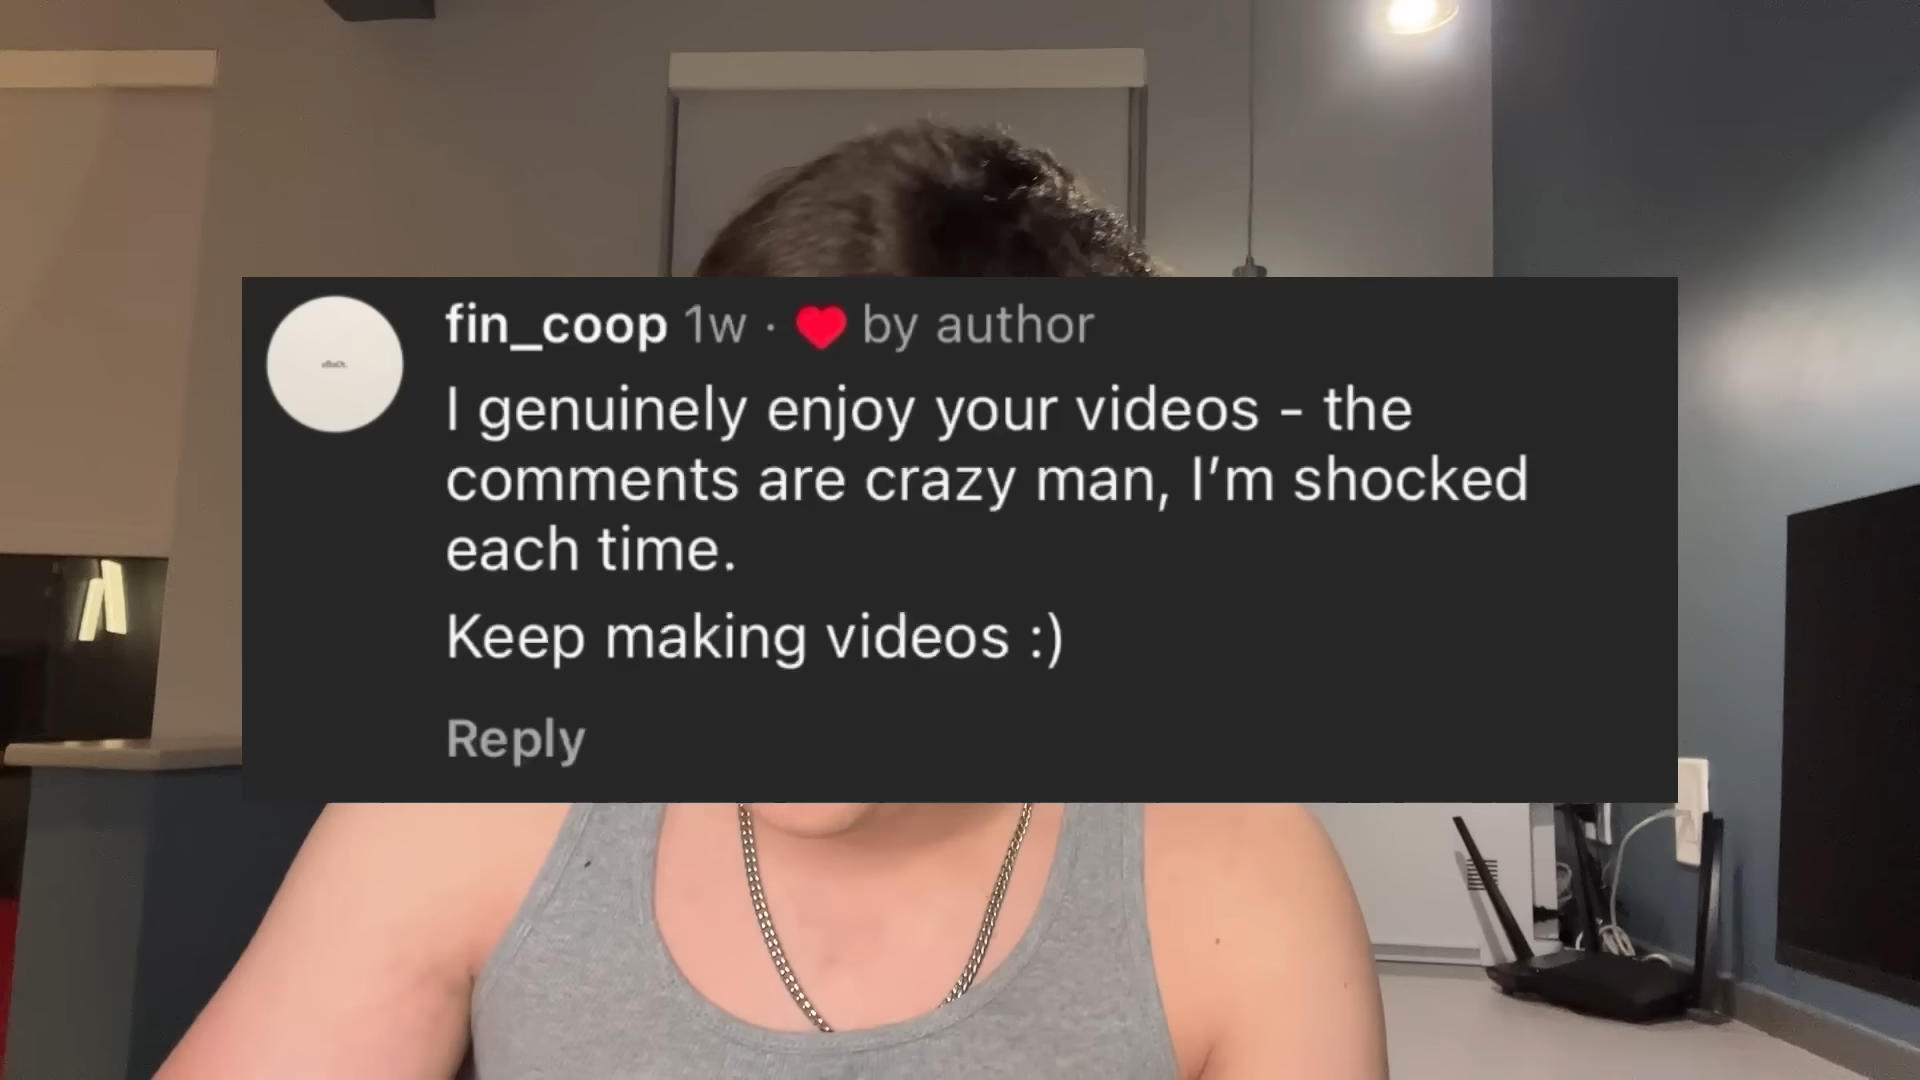 fin_coop 1w · ❤️ by author
I genuinely enjoy your videos - the
comments are crazy man, I'm shocked
each time.
Keep making videos :)
Reply